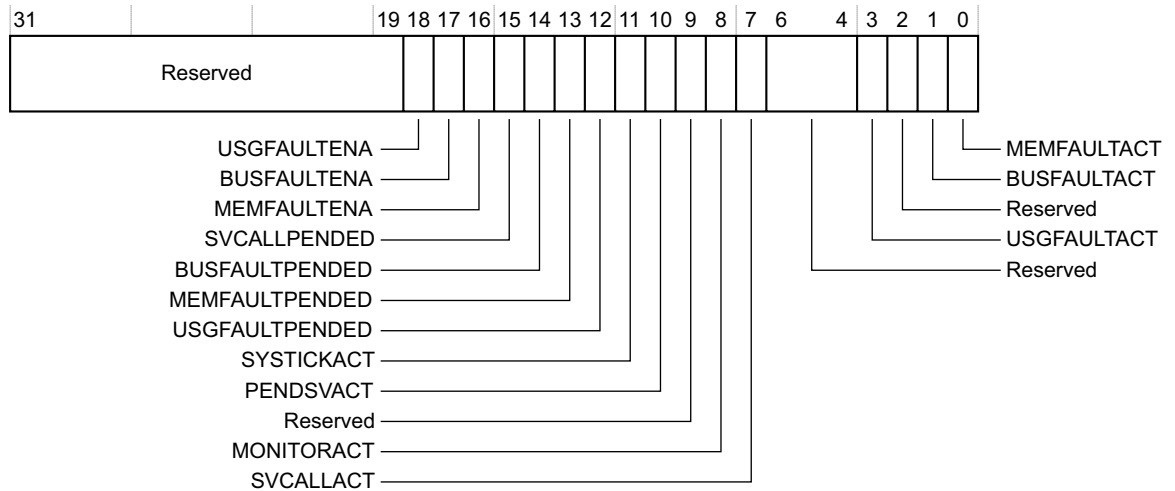 31 19 18 17 16 15 14 13 12 11 10 9 8 7 6 4 3 2 1 0
Reserved
USGFAULTENA
MEMFAULTACT
BUSFAULTENA
BUSFAULTACT
MEMFAULTENA
Reserved
SVCALLPENDED
USGFAULTACT
BUSFAULTPENDED
Reserved
MEMFAULTPENDED
USGFAULTPENDED
SYSTICKACT
PENDSVACT
Reserved
MONITORACT
SVCALLACT